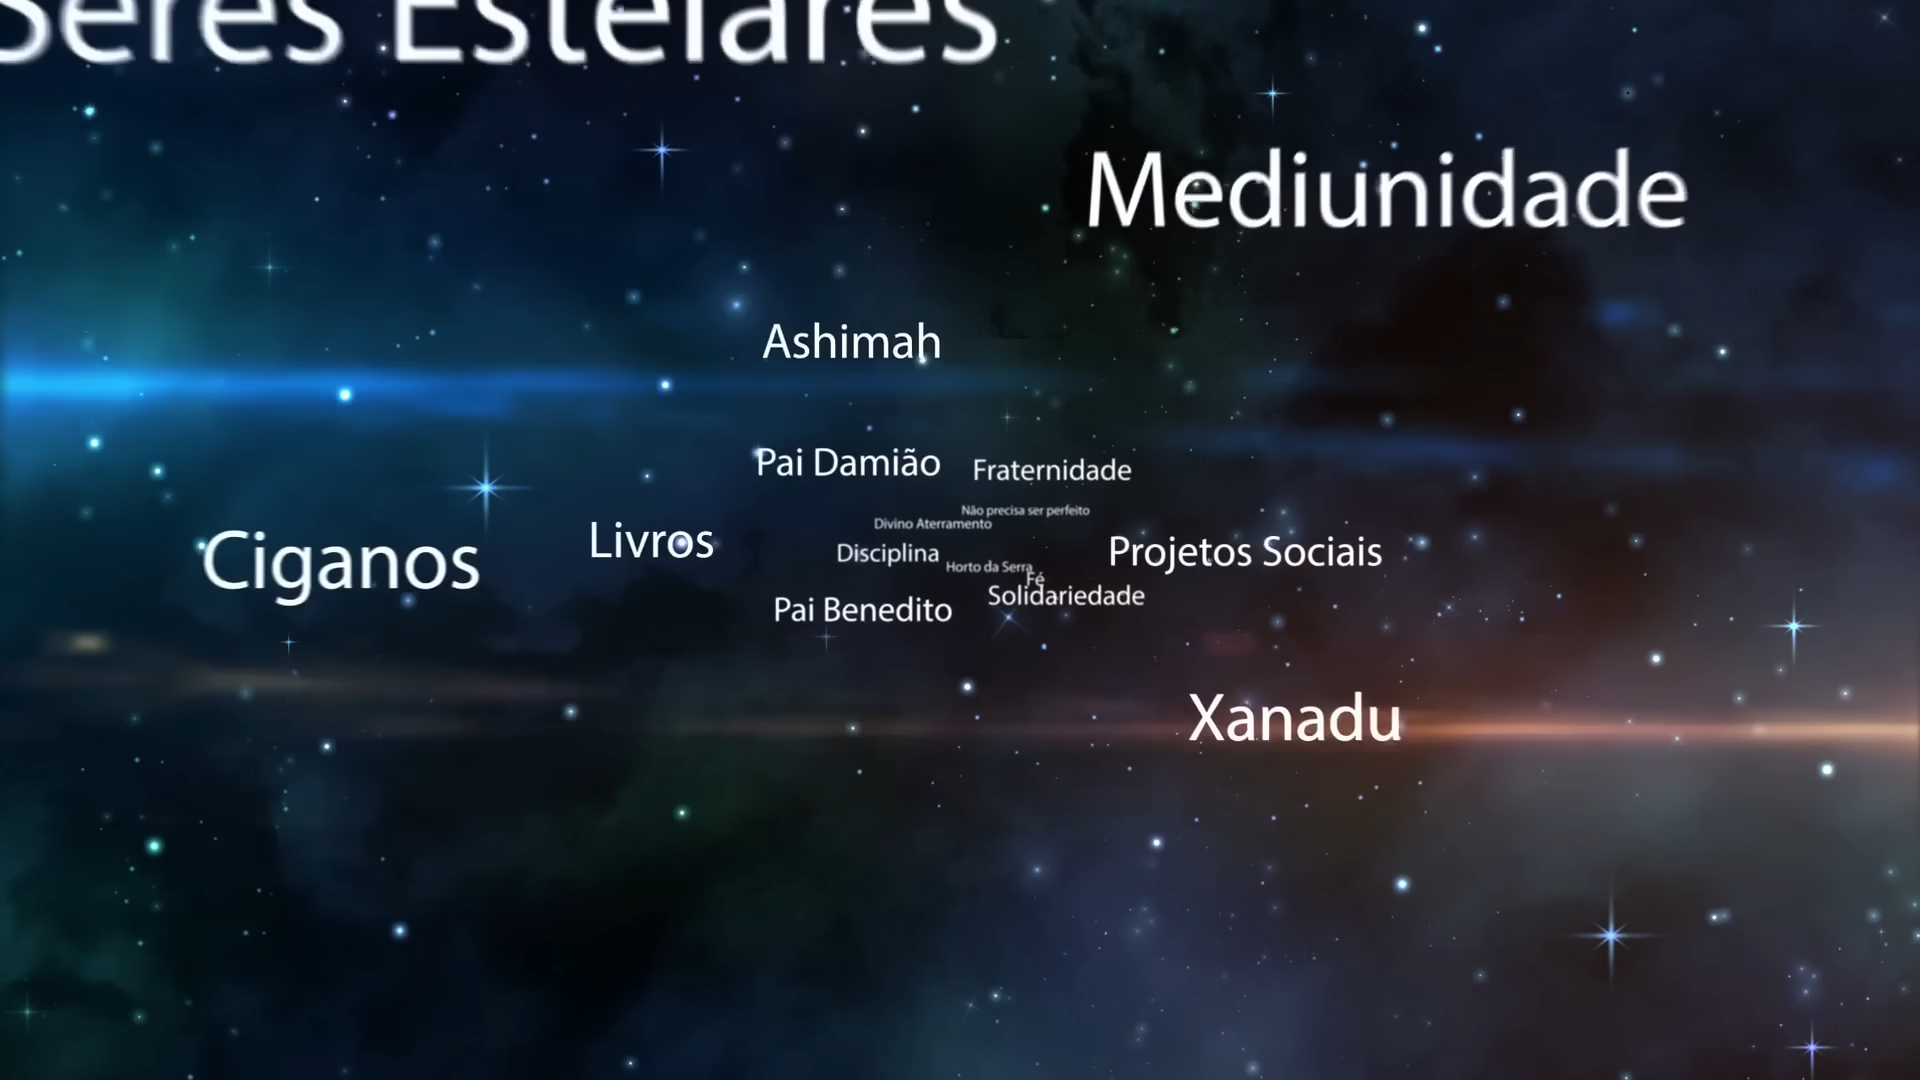 Seres Estelares
Mediunidade
Ashimah
Pai Damião
Fraternidade
Não precisa ser perfeito
Divino Aterramento
Ciganos
Livros
Disciplina
Projetos Sociais
Horto da Serra
Fé
Solidariedade
Pai Benedito
Xanadu